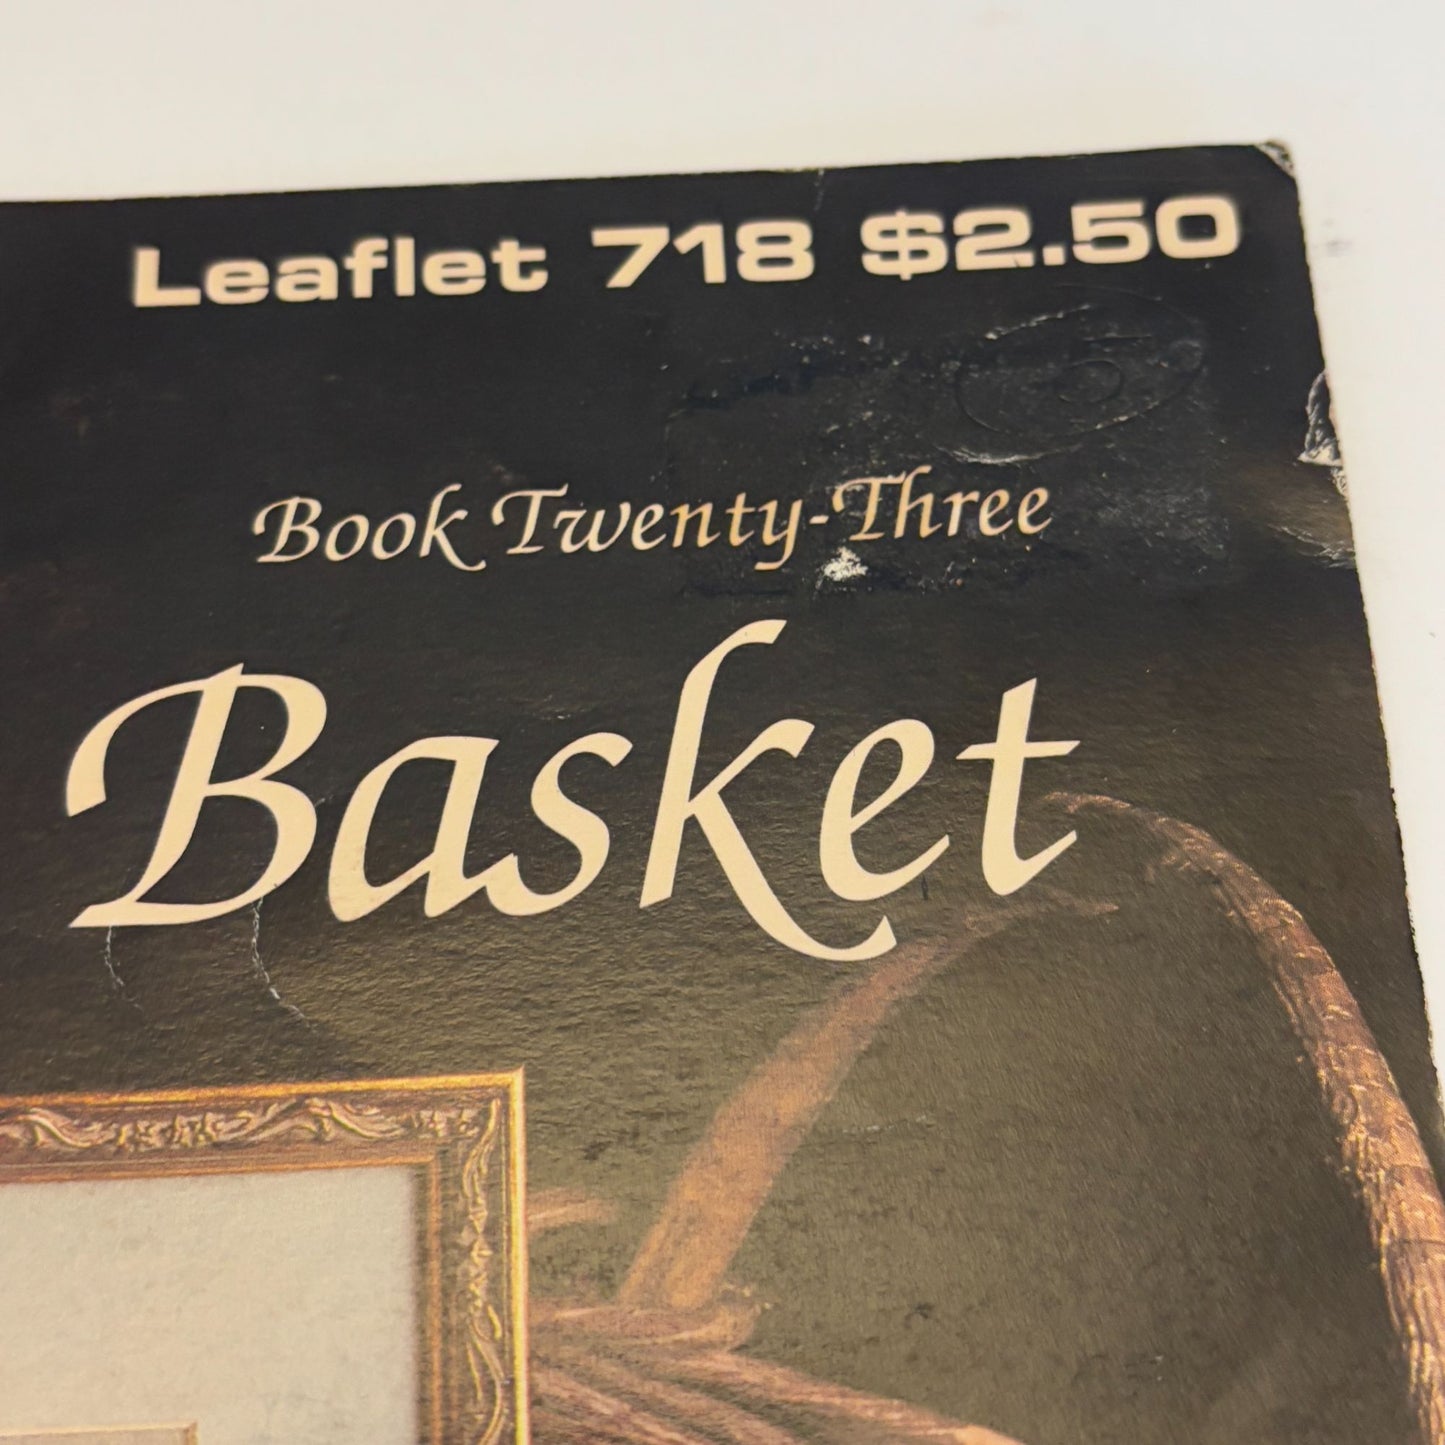 Leaflet 718 $2.50
Book Twenty-Three
Basket